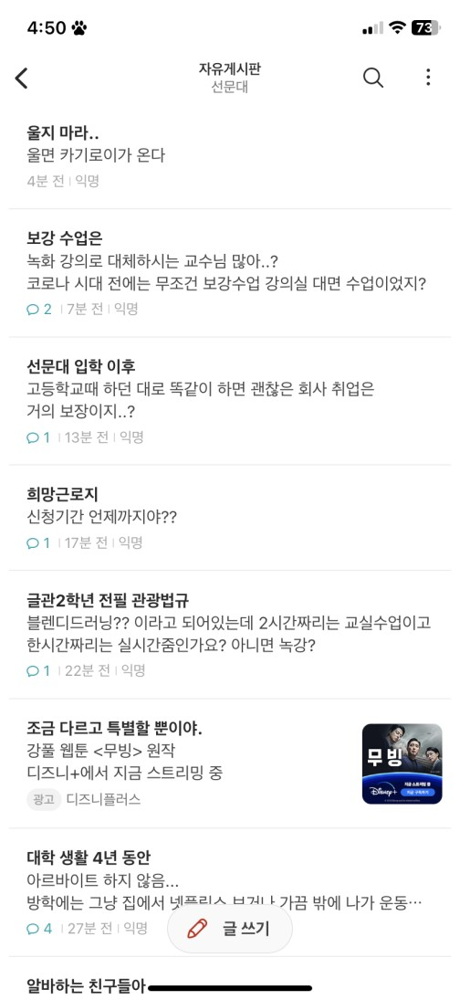 4:50
73
자유게시판
선문대
울지 마라..
울면 카기로이가 온다
4분 전 | 익명
보강 수업은
녹화 강의로 대체하시는 교수님 많아..?
코로나 시대 전에는 무조건 보강수업 강의실 대면 수업이었지?
2 | 7분 전 | 익명
선문대 입학 이후
고등학교때 하던 대로 똑같이 하면 괜찮은 회사 취업은
거의 보장이지..?
1 | 13분 전 | 익명
희망근로지
신청기간 언제까지야??
1 | 17분 전 | 익명
글관2학년 전필 관광법규
블렌디드러닝?? 이라고 되어있는데 2시간짜리는 교실수업이고
한시간짜리는 실시간줌인가요? 아니면 녹강?
1 | 22분 전 | 익명
조금 다르고 특별할 뿐이야.
강풀 웹툰 <무빙> 원작
디즈니+에서 지금 스트리밍 중
광고 디즈니플러스
무빙
Disney+
지금 스트리밍 중
지금 구독하기
대학 생활 4년 동안
아르바이트 하지 않음...
방학에는 그냥 집에서 넷플릭스 보거나 가끔 밖에 나가 운동…
4 | 27분 전 | 익명
글 쓰기
알바하는 친구들아